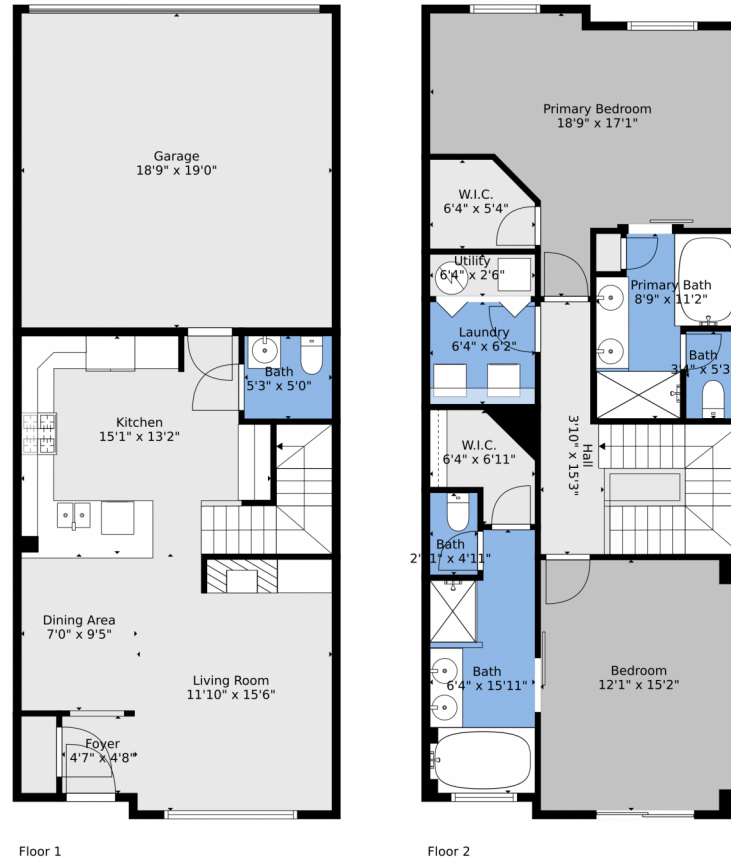 Garage
18'9" x 19'0"
Kitchen
15'1" x 13'2"
Bath
5'3" x 5'0"
Dining Area
7'0" x 9'5"
Living Room
11'10" x 15'6"
Foyer
4'7" x 4'8"
Floor 1
Primary Bedroom
18'9" x 17'1"
W.I.C.
6'4" x 5'4"
Utility
6'4" x 2'6"
Primary Bath
8'9" x 11'2"
Laundry
6'4" x 6'2"
Bath
W.I.C.
6'4" x 6'11"
Hall
3'10" x 15'3"
Bath
Bath
6'4" x 15'11"
Bedroom
12'1" x 15'2"
Floor 2